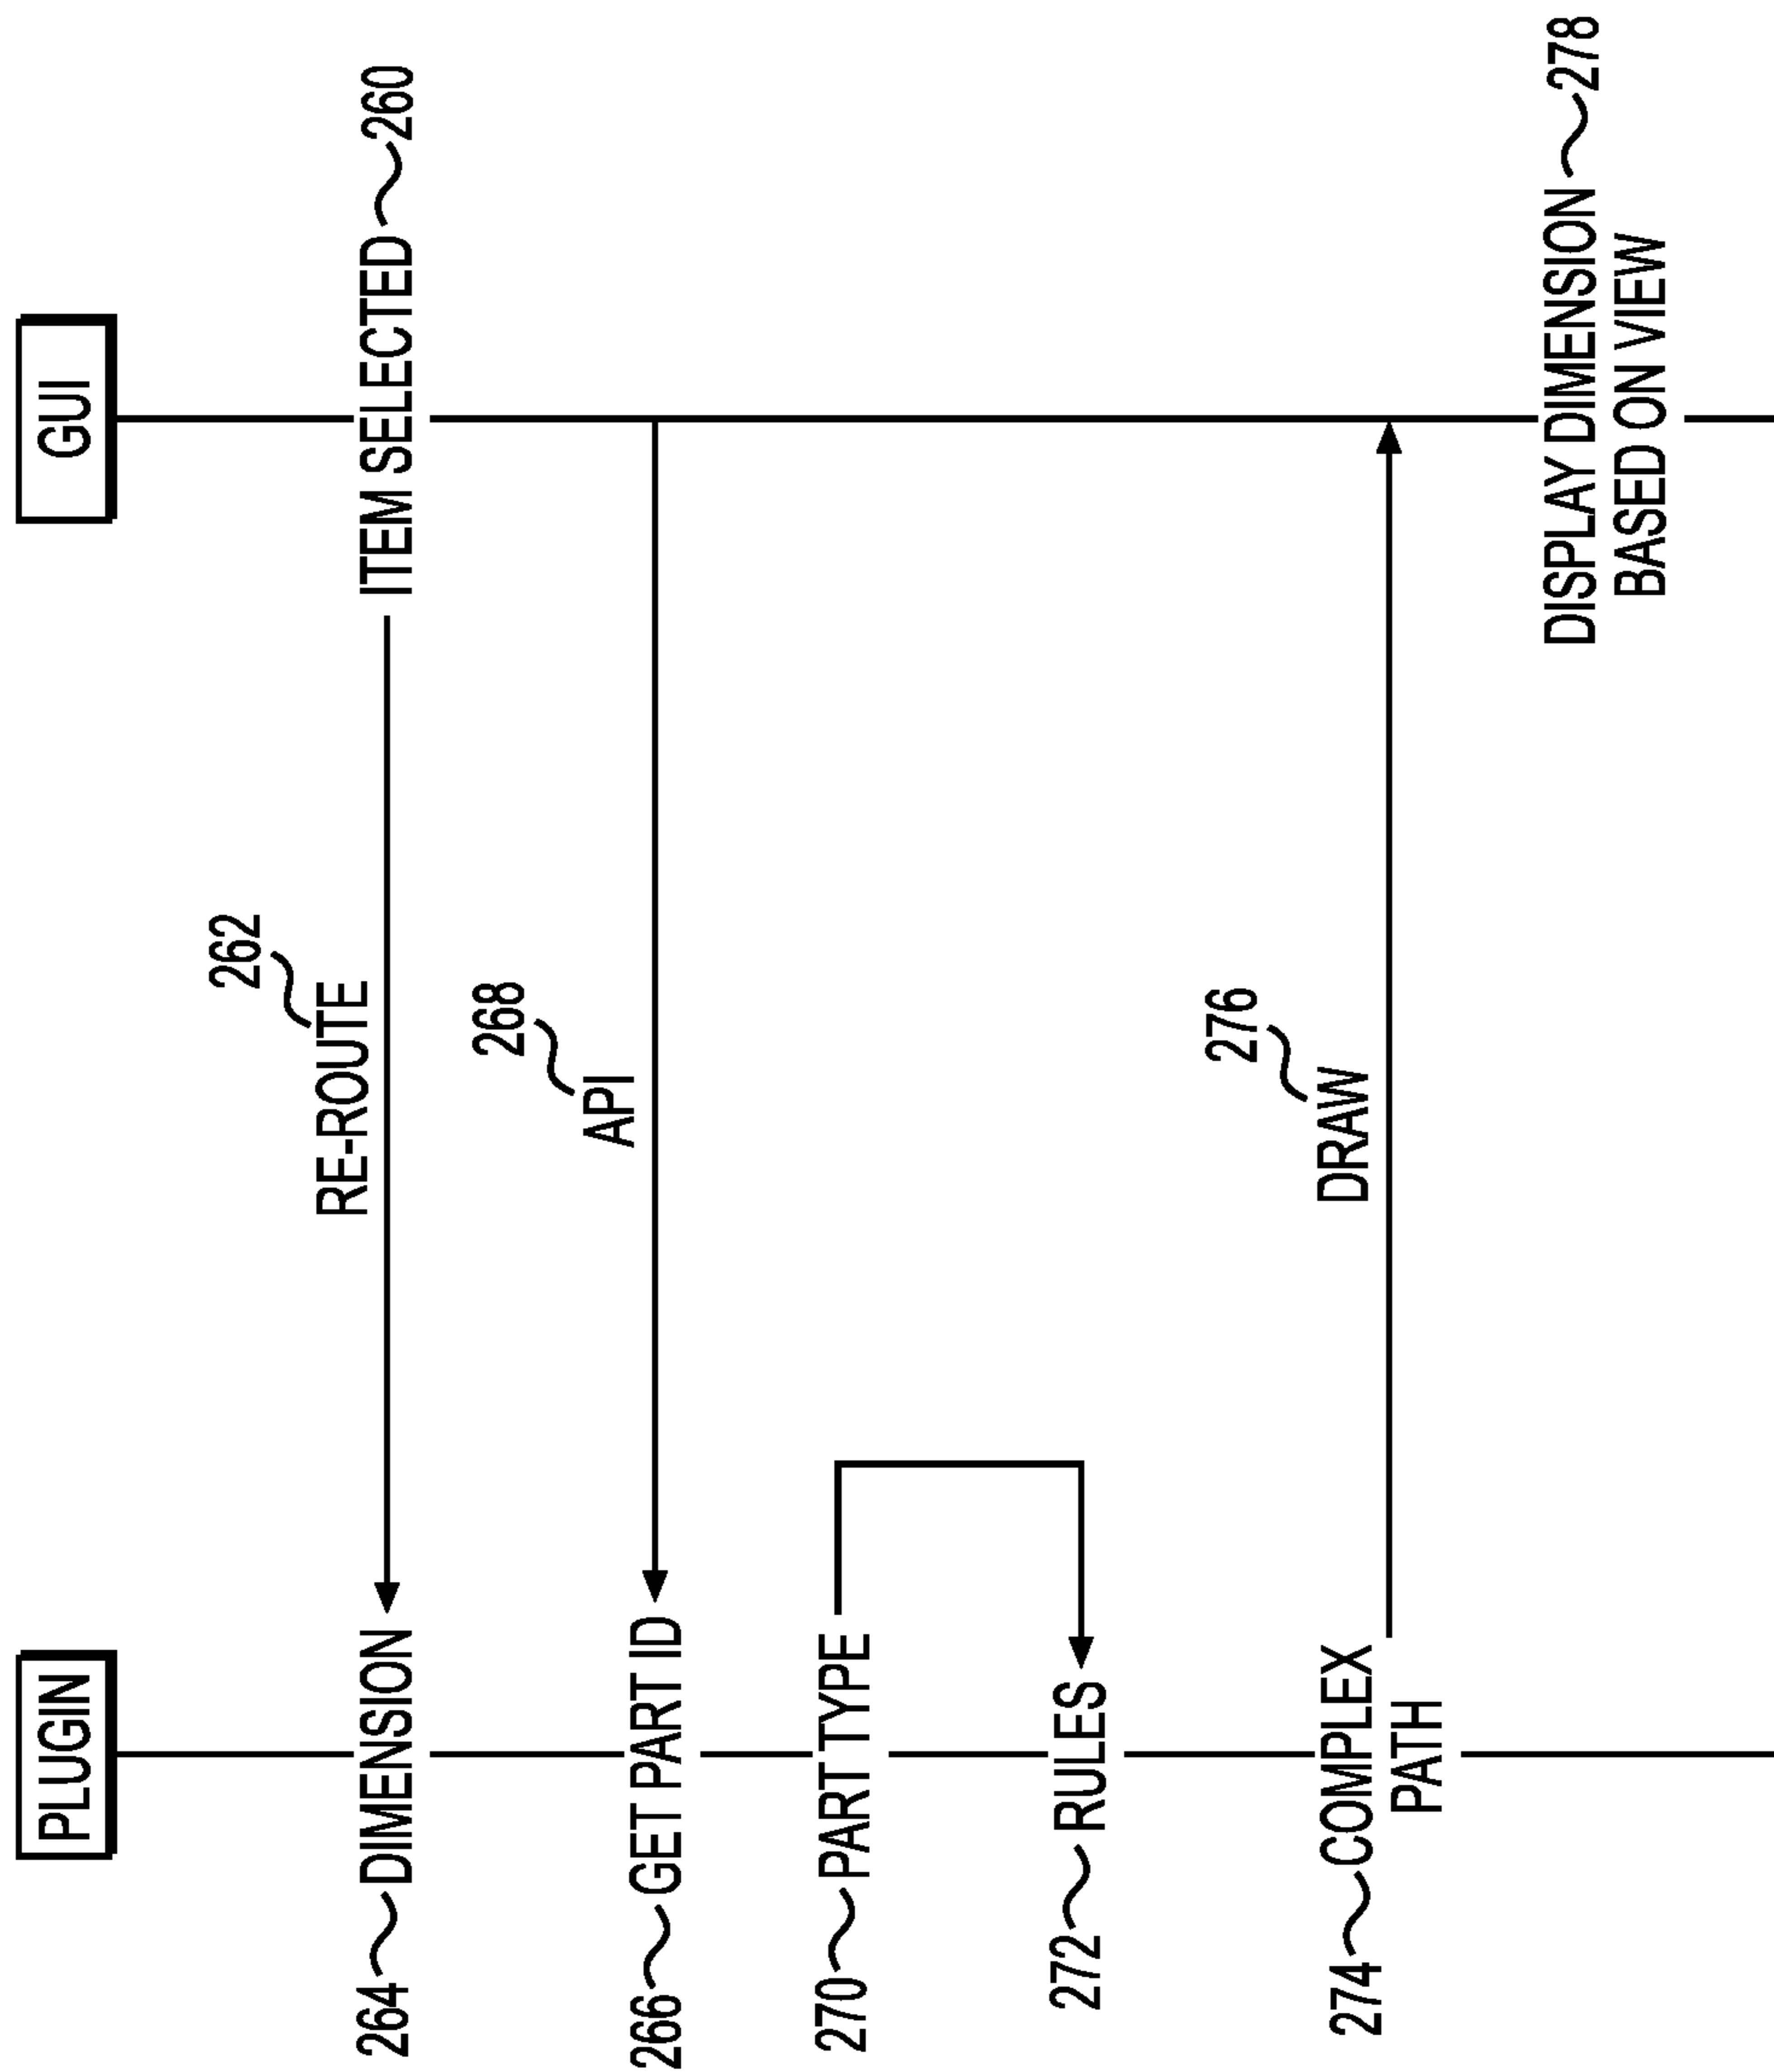 PLUGIN
GUI
264 DIMENSION
RE-ROUTE
262
ITEM SELECTED 260
266 GET PART ID
API
268
270 PART TYPE
272 RULES
274 COMPLEX
PATH
DRAW
276
DISPLAY DIMENSION 278
BASED ON VIEW